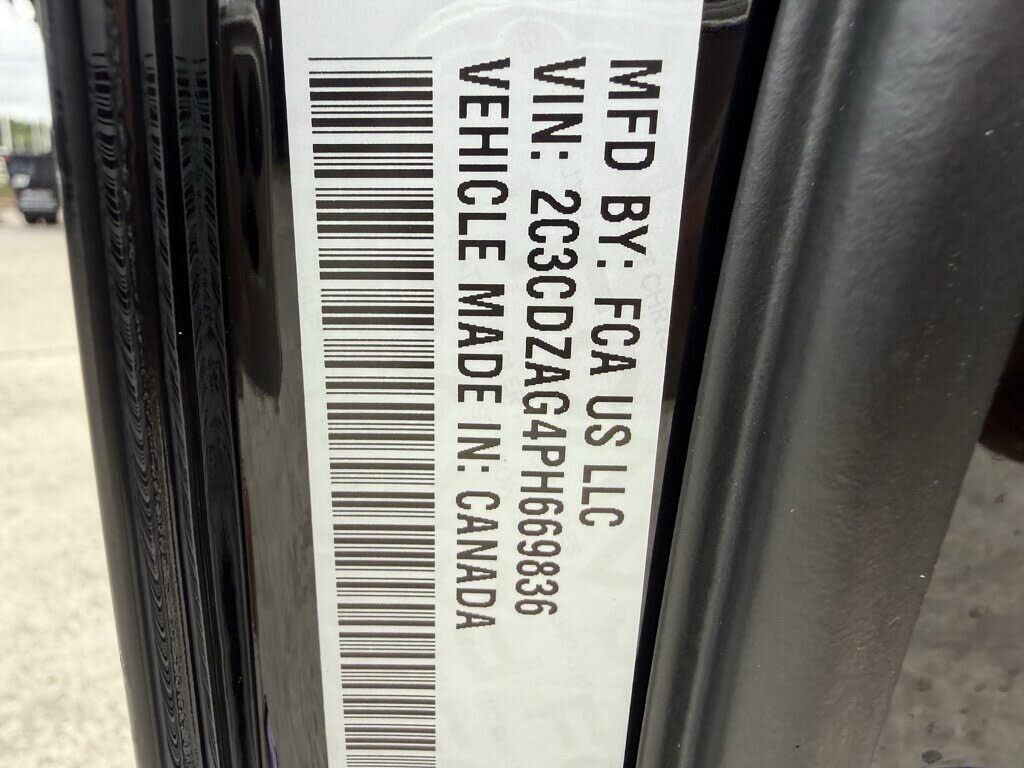 MFD BY: FCA US LLC
VIN: 2C3CDZAG4PH669836
VEHICLE MADE IN: CANADA